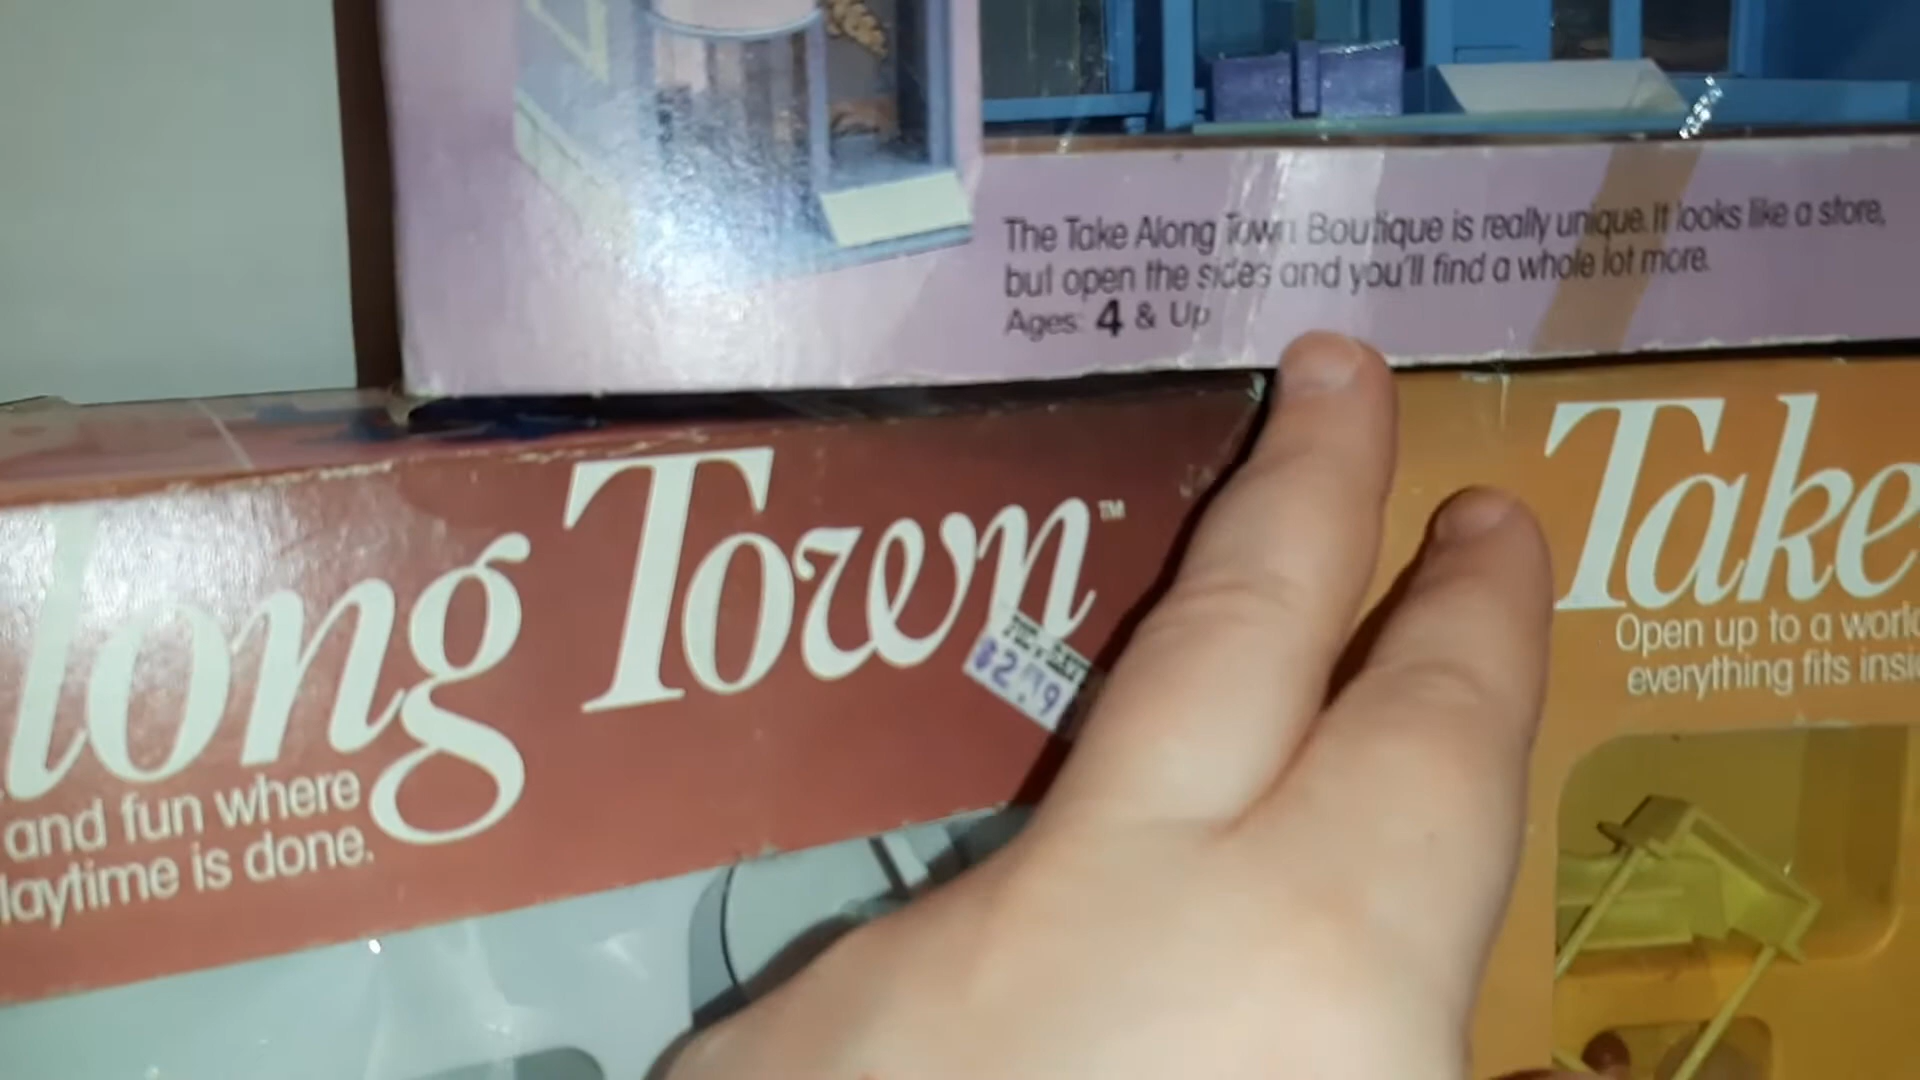 The Take Along Town Boutique is really unique. It looks like a store,
but open the sides and you'll find a whole lot more.
Ages: 4 & Up
long Town™
and fun where
laytime is done.
Take
Open up to a world
everything fits insi